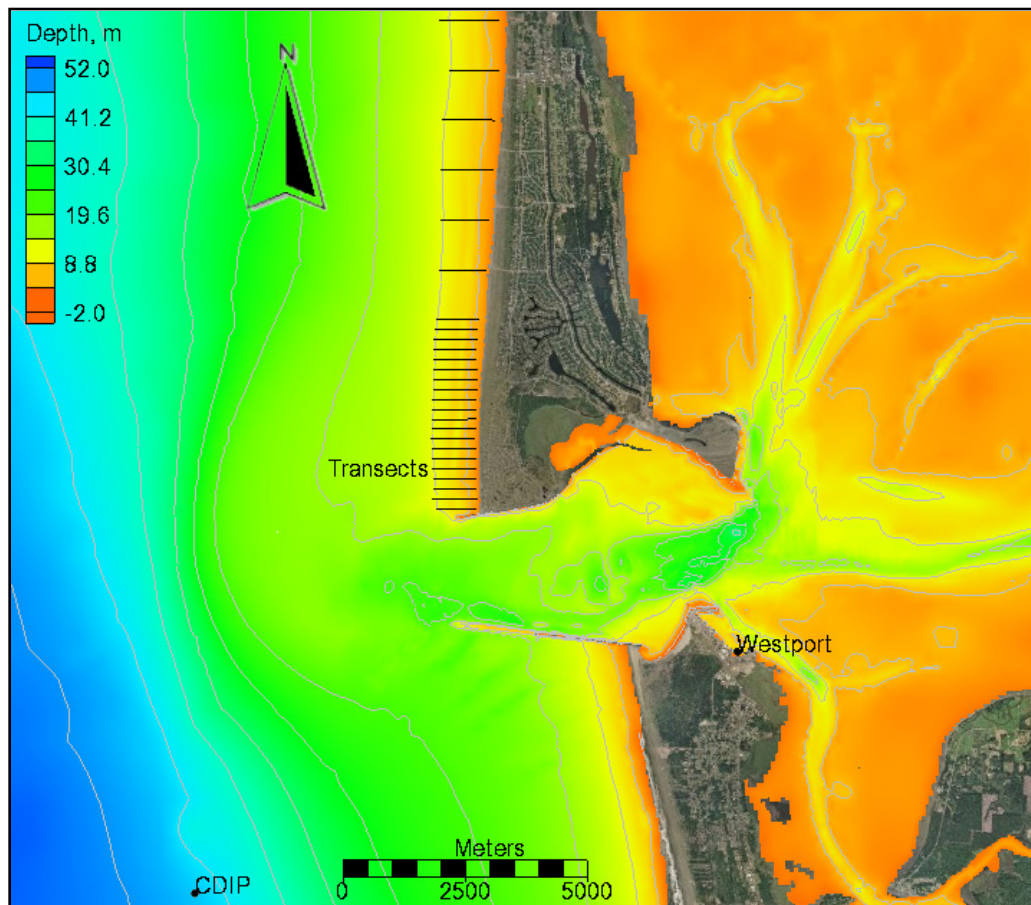 Depth, m
52.0
41.2
30.4
19.6
8.8
-2.0
N
Transects
Westport
Meters
0 2500 5000
CDIP